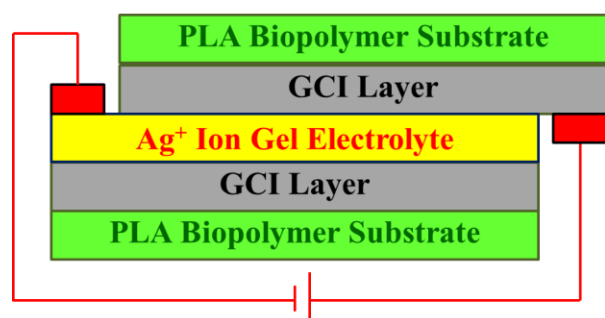 PLA Biopolymer Substrate
GCI Layer
Ag⁺ Ion Gel Electrolyte
GCI Layer
PLA Biopolymer Substrate